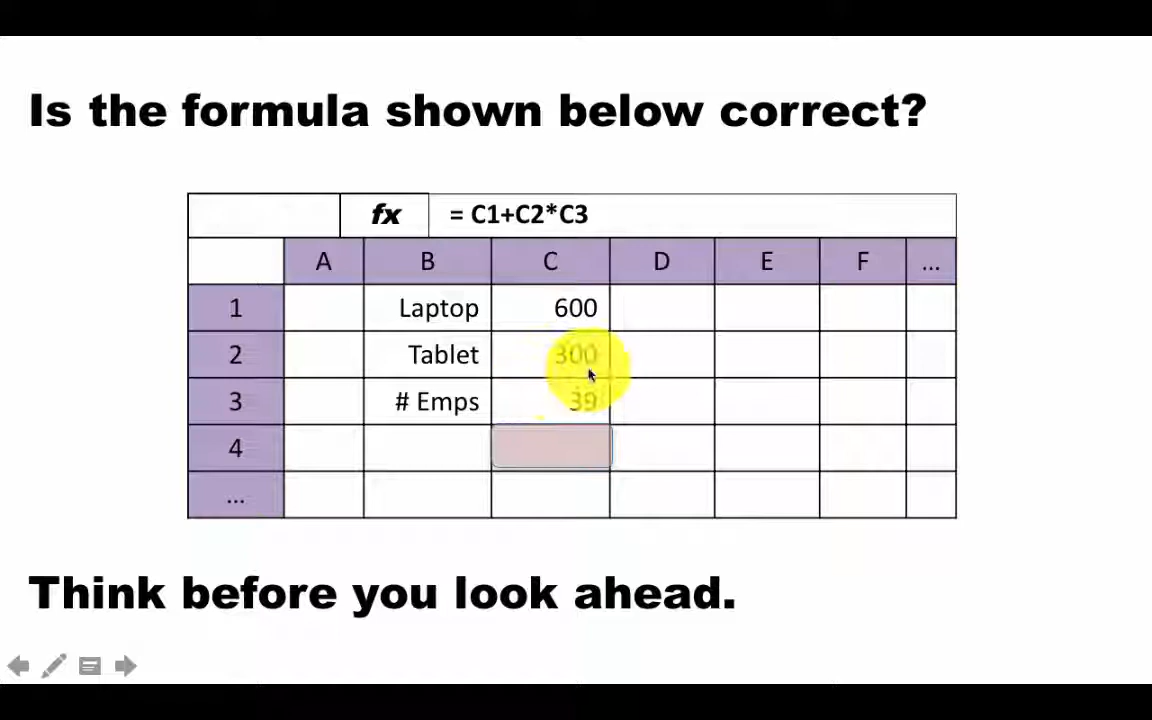 Is the formula shown below correct?
fx = C1+C2*C3
A B C D E F ...
1 Laptop 600
2 Tablet 300
3 # Emps 39
4
...
Think before you look ahead.